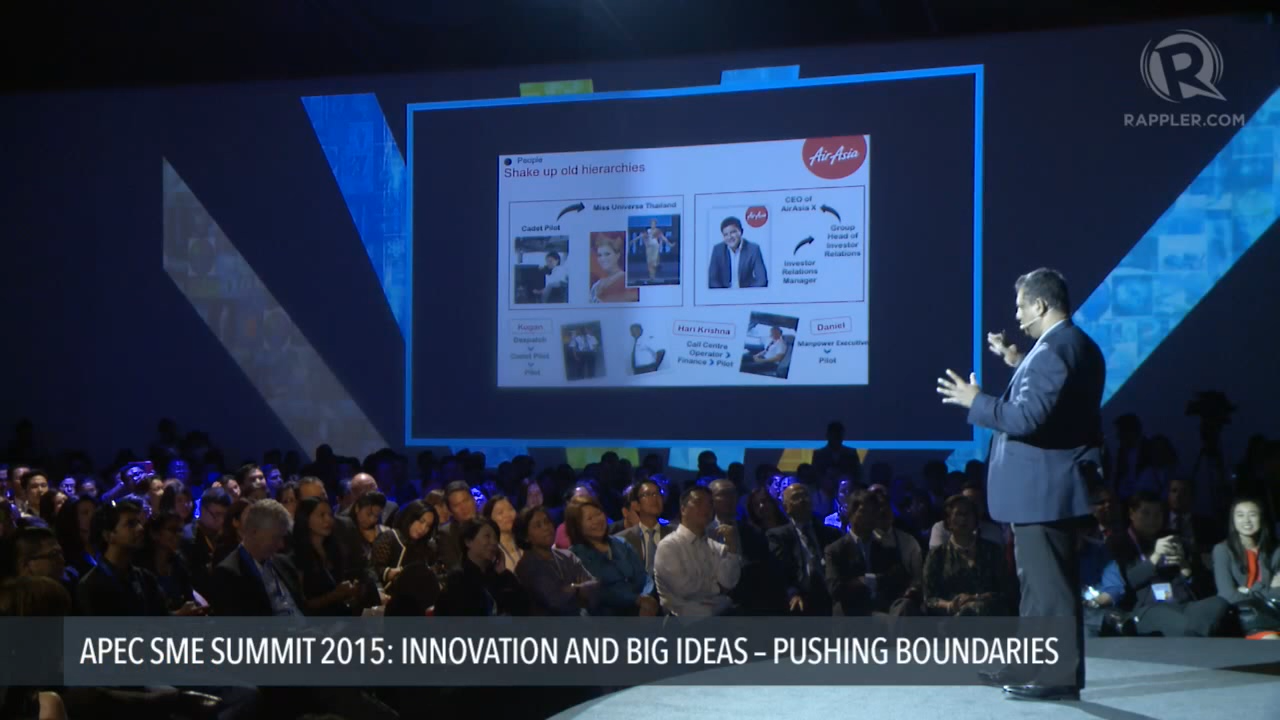 RAPPLER.COM
People
Shake up old hierarchies
AirAsia
Cadet Pilot
Miss Universe Thailand
AirAsia
CEO of
AirAsia X
Group
Head of
Investor
Relations
Investor
Relations
Manager
Kugan
Despatch
Cadet Pilot
Pilot
Hari Krishna
Call Centre
Operator
Finance Pilot
Daniel
Manpower Executive
Pilot
APEC SME SUMMIT 2015: INNOVATION AND BIG IDEAS – PUSHING BOUNDARIES